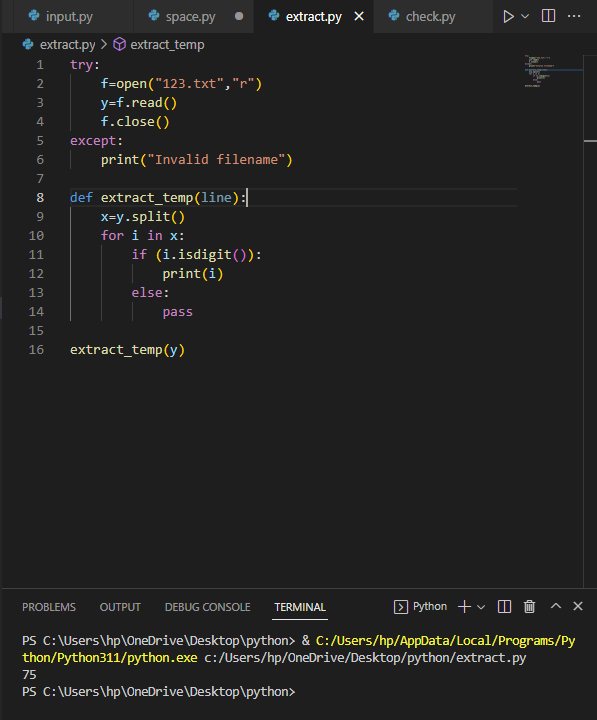 input.py space.py extract.py check.py
extract.py > extract_temp
1 try:
2     f=open("123.txt","r")
3     y=f.read()
4     f.close()
5 except:
6     print("Invalid filename")
7
8 def extract_temp(line):
9     x=y.split()
10     for i in x:
11         if (i.isdigit()):
12             print(i)
13         else:
14             pass
15
16 extract_temp(y)
PROBLEMS OUTPUT DEBUG CONSOLE TERMINAL Python
PS C:\Users\hp\OneDrive\Desktop\python> & C:/Users/hp/AppData/Local/Programs/Py
thon/Python311/python.exe c:/Users/hp/OneDrive/Desktop/python/extract.py
75
PS C:\Users\hp\OneDrive\Desktop\python>